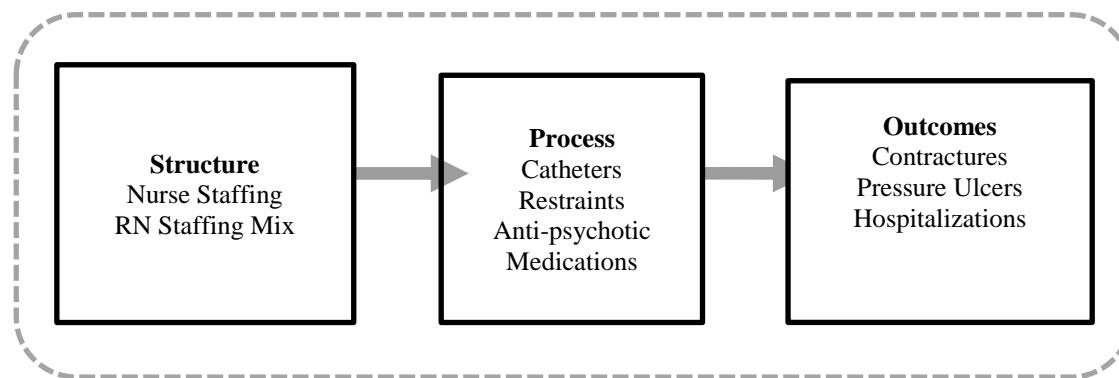 Structure
Nurse Staffing
RN Staffing Mix
Process
Catheters
Restraints
Anti-psychotic
Medications
Outcomes
Contractures
Pressure Ulcers
Hospitalizations